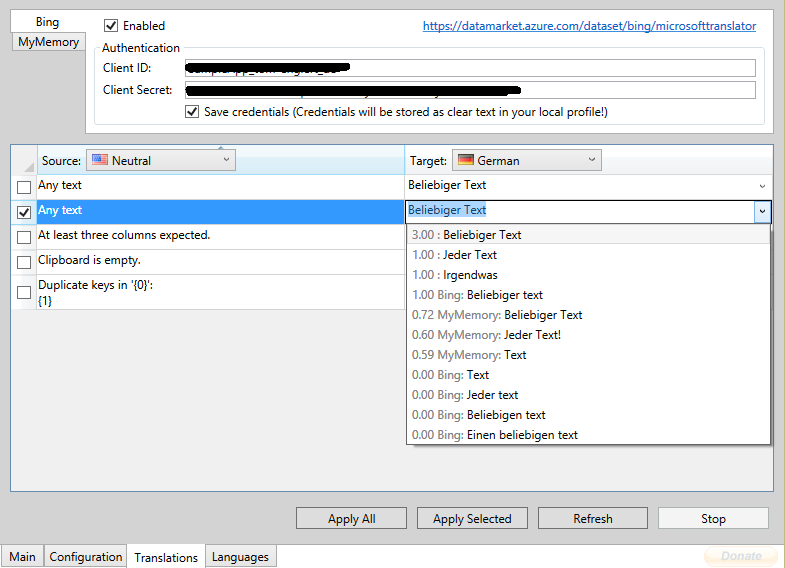 Bing
Enabled
https://datamarket.azure.com/dataset/bing/microsofttranslator
MyMemory
Authentication
Client ID:
Client Secret:
Save credentials (Credentials will be stored as clear text in your local profile!)
Source: Neutral
Target: German
Any text
Beliebiger Text
Any text
Beliebiger Text
At least three columns expected.
Clipboard is empty.
Duplicate keys in '{0}':
{1}
3.00 : Beliebiger Text
1.00 : Jeder Text
1.00 : Irgendwas
1.00 Bing: Beliebiger text
0.72 MyMemory: Beliebiger Text
0.60 MyMemory: Jeder Text!
0.59 MyMemory: Text
0.00 Bing: Text
0.00 Bing: Jeder text
0.00 Bing: Beliebigen text
0.00 Bing: Einen beliebigen text
Apply All
Apply Selected
Refresh
Stop
Main
Configuration
Translations
Languages
Donate